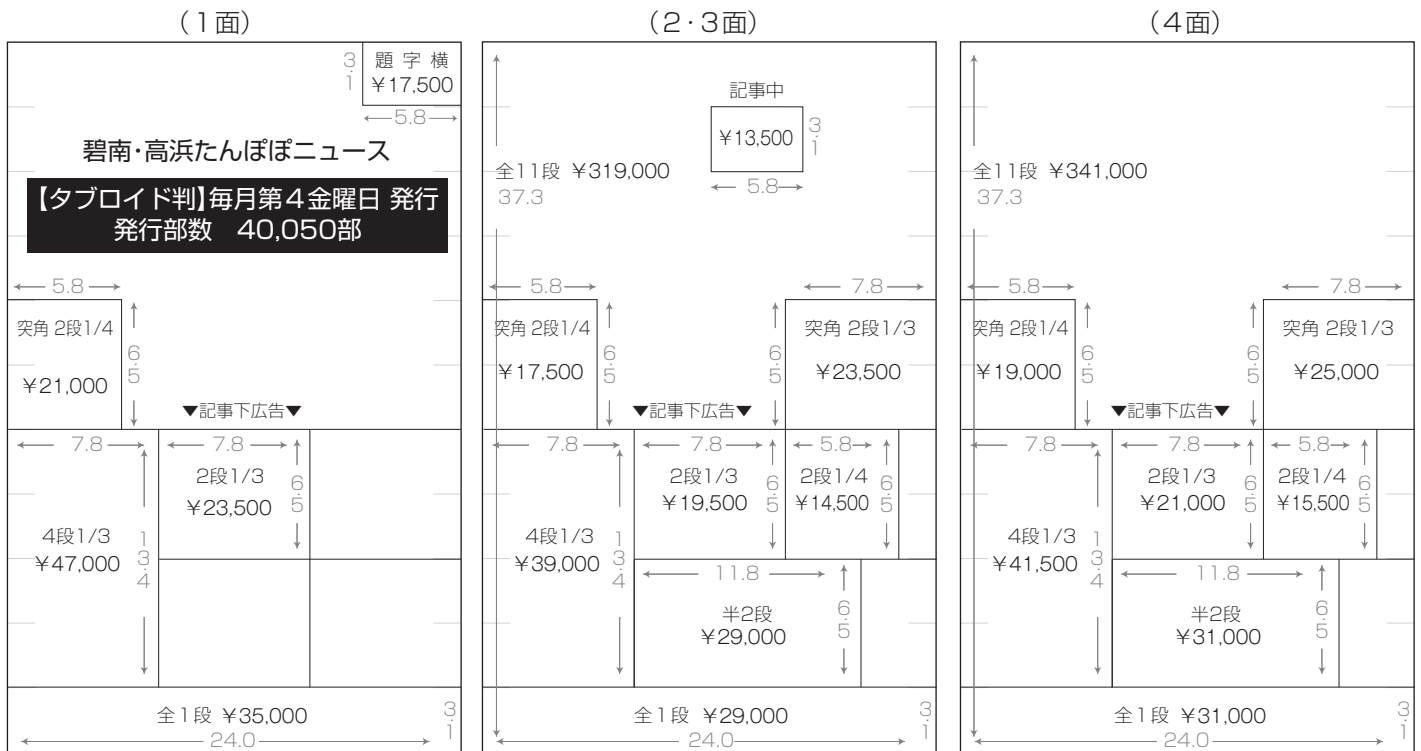 (1面)
題字横
¥17,500
3.1
5.8
碧南・高浜たんぽぽニュース
【タブロイド判】毎月第4金曜日 発行
発行部数 40,050部
5.8
突角 2段1/4
¥21,000
6.5
▼記事下広告▼
7.8
4段1/3
¥47,000
13.4
7.8
2段1/3
¥23,500
6.5
全1段 ¥35,000
24.0
3.1
(2・3面)
記事中
¥13,500
3.1
5.8
全11段 ¥319,000
37.3
5.8
突角 2段1/4
¥17,500
6.5
7.8
突角 2段1/3
¥23,500
6.5
▼記事下広告▼
7.8
4段1/3
¥39,000
13.4
7.8
2段1/3
¥19,500
6.5
5.8
2段1/4
¥14,500
6.5
11.8
半2段
¥29,000
6.5
全1段 ¥29,000
24.0
3.1
(4面)
全11段 ¥341,000
37.3
5.8
突角 2段1/4
¥19,000
6.5
7.8
突角 2段1/3
¥25,000
6.5
▼記事下広告▼
7.8
4段1/3
¥41,500
13.4
7.8
2段1/3
¥21,000
6.5
5.8
2段1/4
¥15,500
6.5
11.8
半2段
¥31,000
6.5
全1段 ¥31,000
24.0
3.1